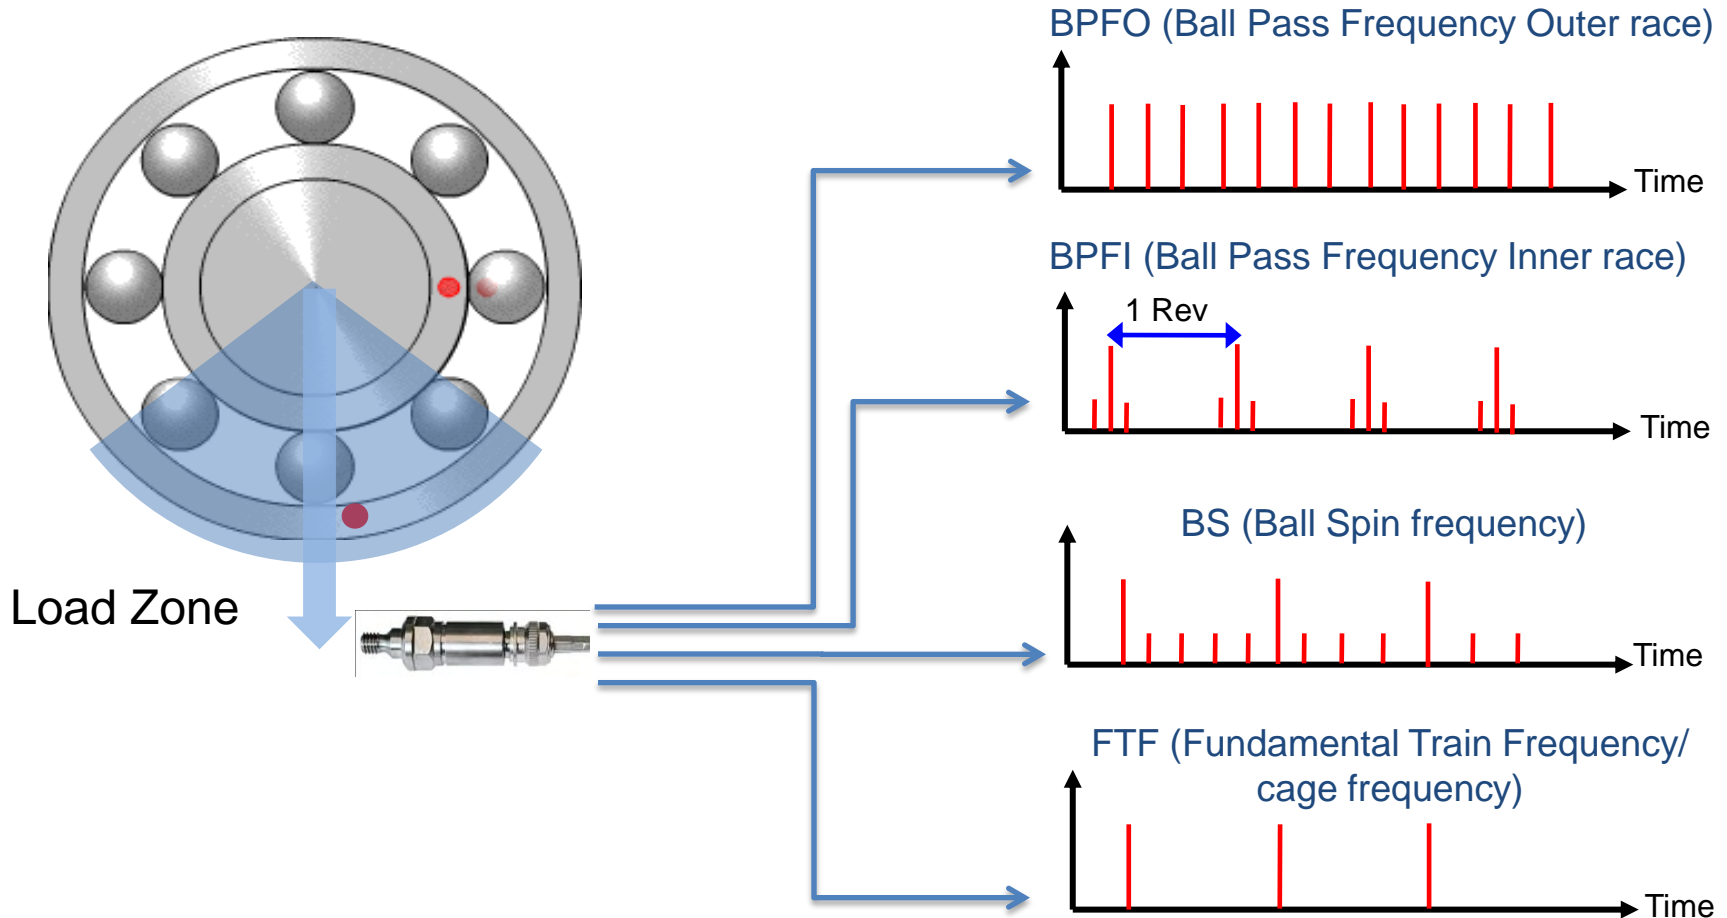 BPFO (Ball Pass Frequency Outer race)
Time
BPFI (Ball Pass Frequency Inner race)
1 Rev
Time
BS (Ball Spin frequency)
Load Zone
Time
FTF (Fundamental Train Frequency/
cage frequency)
Time